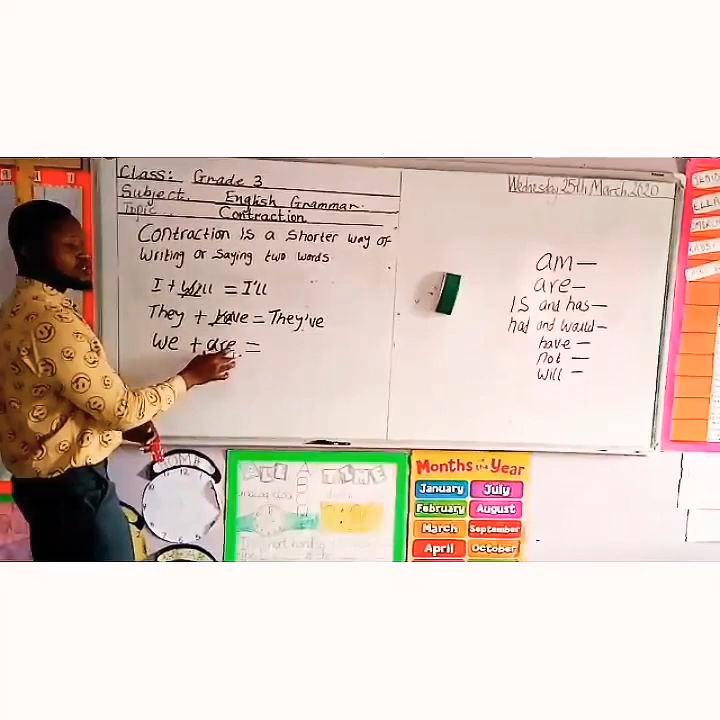 Class: Grade 3
Subject. English Grammar.
Topic. Contraction
Contraction is a shorter way of
writing or saying two words
I + will = I'll
They + have = They've
We + are =
Wednesday 25th March 2020
am —
are —
Is and has —
had and would —
have —
not —
will —
ALL TIME
Months of the Year
January July
February August
March September
April October